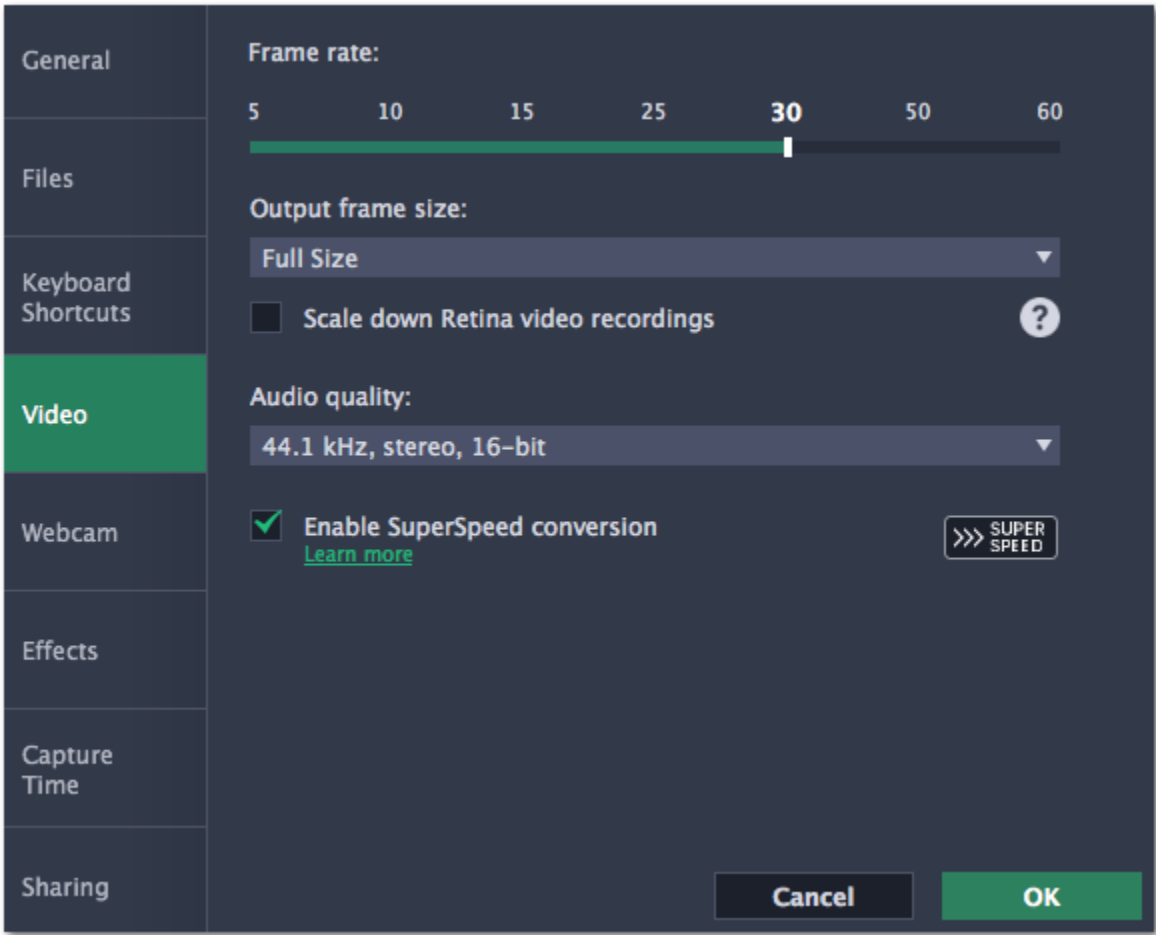 General
Files
Keyboard
Shortcuts
Video
Webcam
Effects
Capture
Time
Sharing
Frame rate:
5 10 15 25 30 50 60
Output frame size:
Full Size
Scale down Retina video recordings
?
Audio quality:
44.1 kHz, stereo, 16-bit
Enable SuperSpeed conversion
Learn more
SUPER
SPEED
Cancel OK